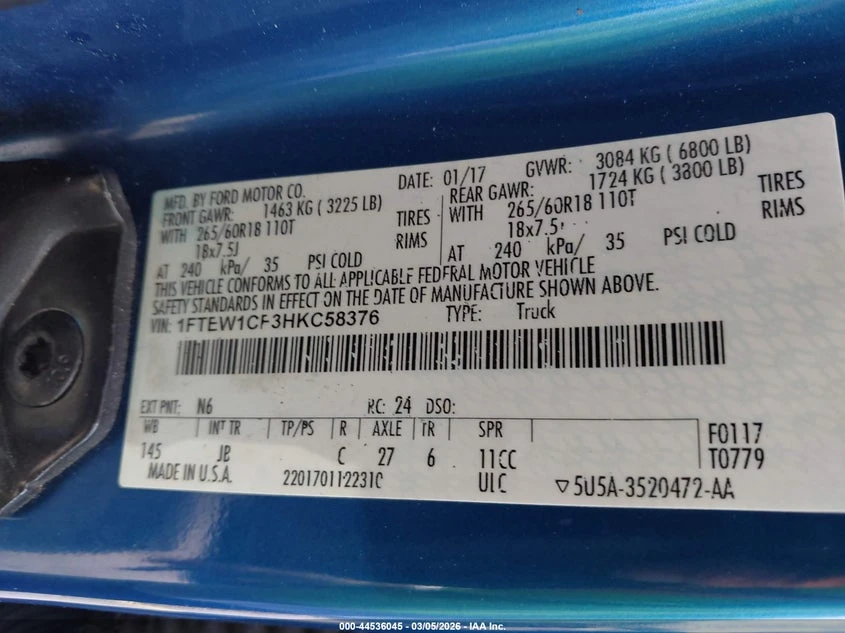 MFD. BY FORD MOTOR CO. DATE: 01/17 GVWR: 3084 KG ( 6800 LB)
FRONT GAWR: 1463 KG ( 3225 LB) REAR GAWR: 1724 KG ( 3800 LB)
WITH 265/60R18 110T TIRES WITH 265/60R18 110T TIRES
18x7.5J RIMS 18x7.5J RIMS
AT 240 kPa/ 35 PSI COLD AT 240 kPa/ 35 PSI COLD
THIS VEHICLE CONFORMS TO ALL APPLICABLE FEDERAL MOTOR VEHICLE
SAFETY STANDARDS IN EFFECT ON THE DATE OF MANUFACTURE SHOWN ABOVE.
VIN: 1FTEW1CF3HKC58376 TYPE: Truck
EXT PNT: N6 RC: 24 DSO:
WB INT TR TP/PS R AXLE TR SPR F0117
145 JB C 27 6 11CC T0779
MADE IN U.S.A. 2201701122310 ULC ▽5U5A-3520472-AA
000-44536045 - 03/05/2026 - IAA Inc.